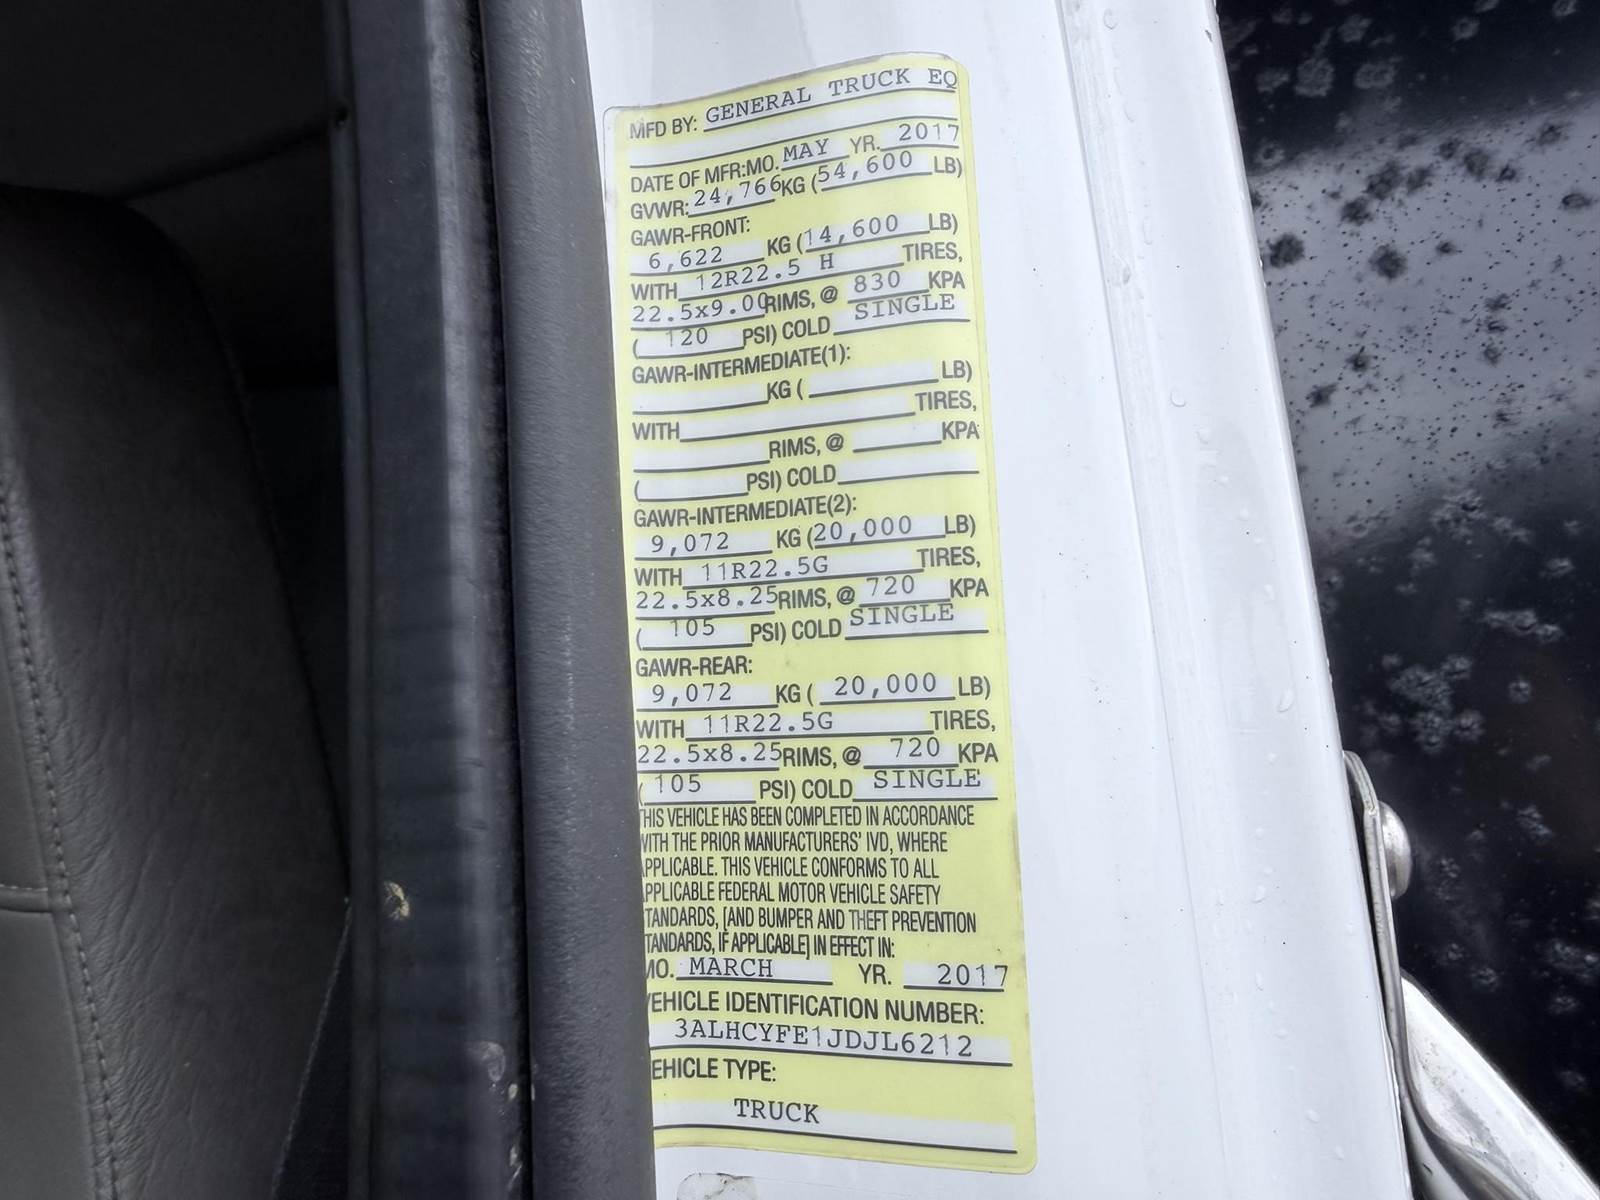 MFD BY: GENERAL TRUCK EQ
DATE OF MFR:MO. MAY YR. 2017
GVWR: 24,766 KG (54,600 LB)
GAWR-FRONT:
6,622 KG (14,600 LB)
WITH 12R22.5 H TIRES,
22.5x9.00 RIMS, @ 830 KPA
( 120 PSI) COLD SINGLE
GAWR-INTERMEDIATE(1):
KG ( LB)
WITH TIRES,
RIMS, @ KPA
( PSI) COLD
GAWR-INTERMEDIATE(2):
9,072 KG (20,000 LB)
WITH 11R22.5G TIRES,
22.5x8.25 RIMS, @ 720 KPA
( 105 PSI) COLD SINGLE
GAWR-REAR:
9,072 KG ( 20,000 LB)
WITH 11R22.5G TIRES,
22.5x8.25 RIMS, @ 720 KPA
( 105 PSI) COLD SINGLE
THIS VEHICLE HAS BEEN COMPLETED IN ACCORDANCE
WITH THE PRIOR MANUFACTURERS' IVD, WHERE
APPLICABLE. THIS VEHICLE CONFORMS TO ALL
APPLICABLE FEDERAL MOTOR VEHICLE SAFETY
STANDARDS, [AND BUMPER AND THEFT PREVENTION
STANDARDS, IF APPLICABLE] IN EFFECT IN:
MO. MARCH YR. 2017
VEHICLE IDENTIFICATION NUMBER:
3ALHCYFE1JDJL6212
VEHICLE TYPE:
TRUCK